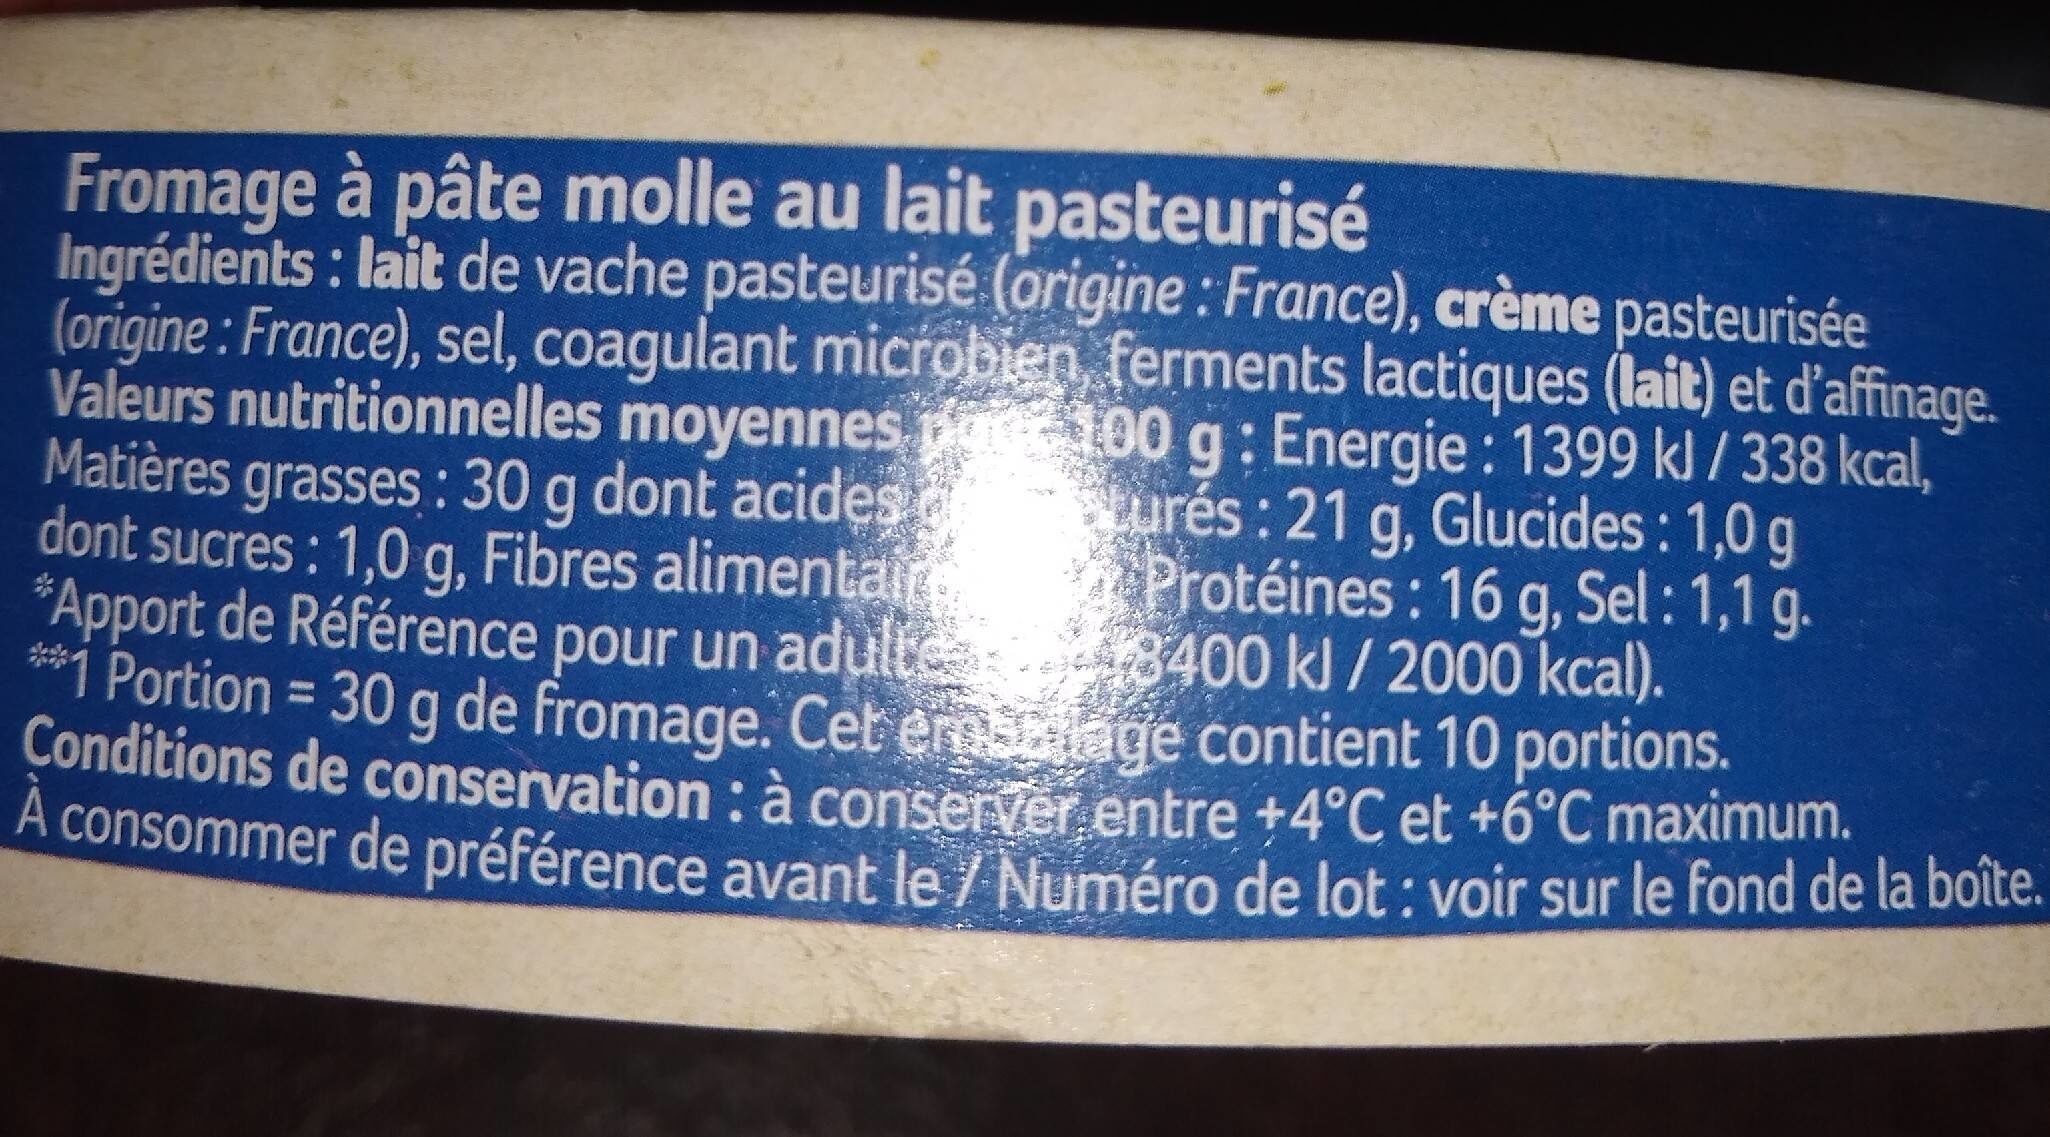 Fromage à pâte molle au lait pasteurisé
Ingrédients : lait de vache pasteurisé (origine : France), crème pasteurisée
(origine : France), sel, coagulant microbien, ferments lactiques (lait) et d'affinage.
Valeurs nutritionnelles moyennes 100 g : Energie : 1399 kJ / 338 kcal,
Matières grasses : 30 g dont acides : 21 g, Glucides : 1,0 g
dont sucres : 1,0 g, Fibres Protéines : 16 g, Sel : 1,1 g.
*Apport de Référence pour un adulte 8400 kJ / 2000 kcal).
**1 Portion = 30 g de fromage. Cet emballage contient 10 portions.
Conditions de conservation : à conserver entre +4°C et +6°C maximum.
À consommer de préférence avant le / Numéro de lot : voir sur le fond de la boîte.